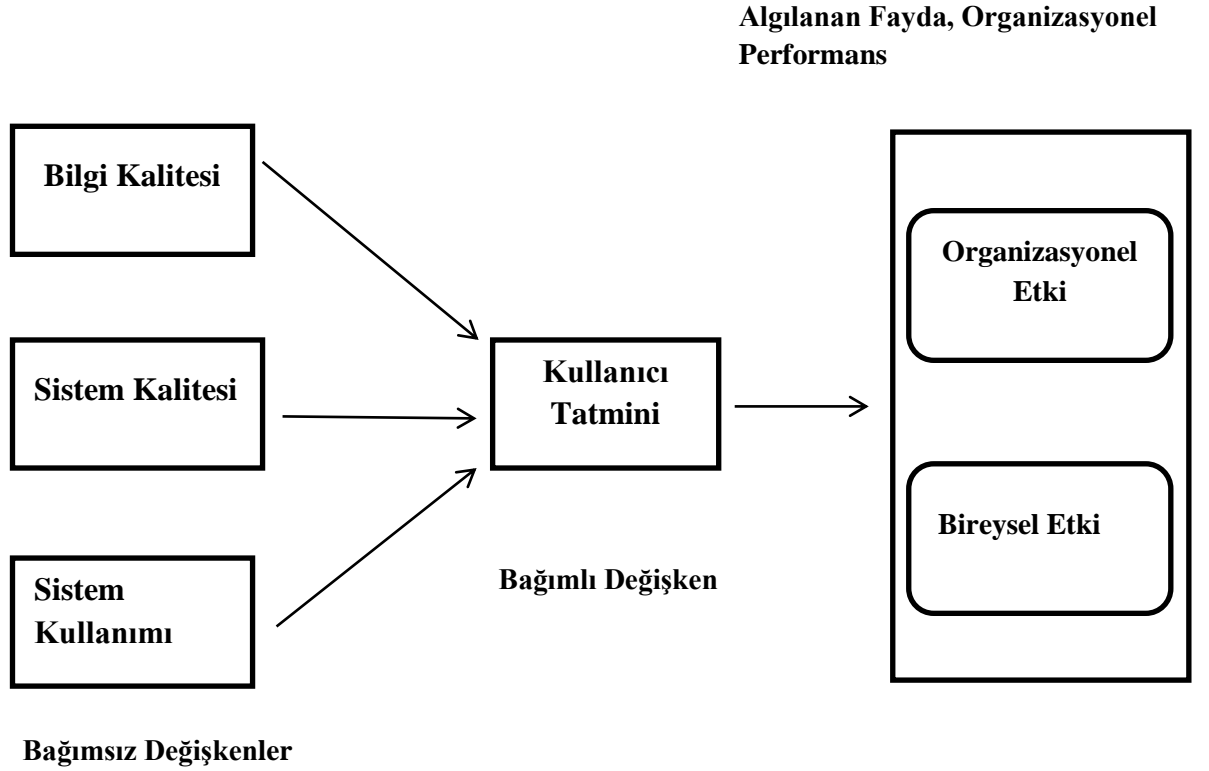 Algılanan Fayda, Organizasyonel
Performans
Bilgi Kalitesi
Sistem Kalitesi
Sistem
Kullanımı
Bağımsız Değişkenler
Kullanıcı
Tatmini
Bağımlı Değişken
Organizasyonel
Etki
Bireysel Etki